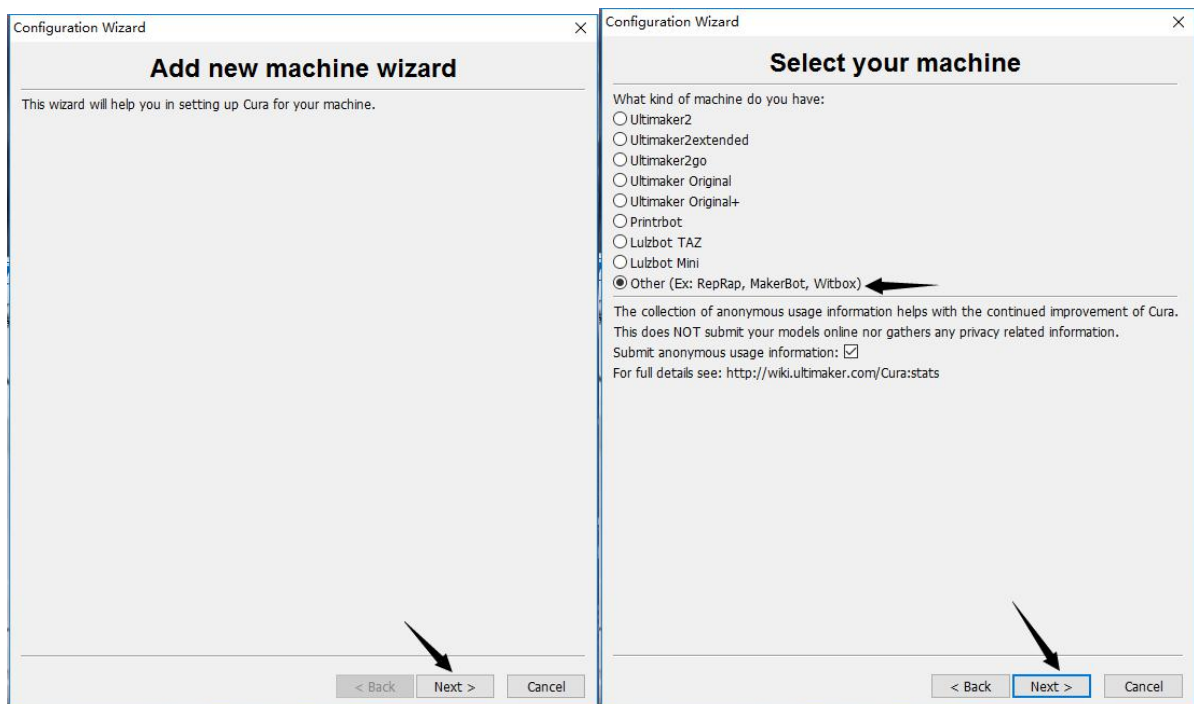 Configuration Wizard
Add new machine wizard
This wizard will help you in setting up Cura for your machine.
< Back Next > Cancel
Configuration Wizard
Select your machine
What kind of machine do you have:
Ultimaker2
Ultimaker2extended
Ultimaker2go
Ultimaker Original
Ultimaker Original+
Printrbot
Lulzbot TAZ
Lulzbot Mini
Other (Ex: RepRap, MakerBot, Witbox)
The collection of anonymous usage information helps with the continued improvement of Cura.
This does NOT submit your models online nor gathers any privacy related information.
Submit anonymous usage information:
For full details see: http://wiki.ultimaker.com/Cura:stats
< Back Next > Cancel